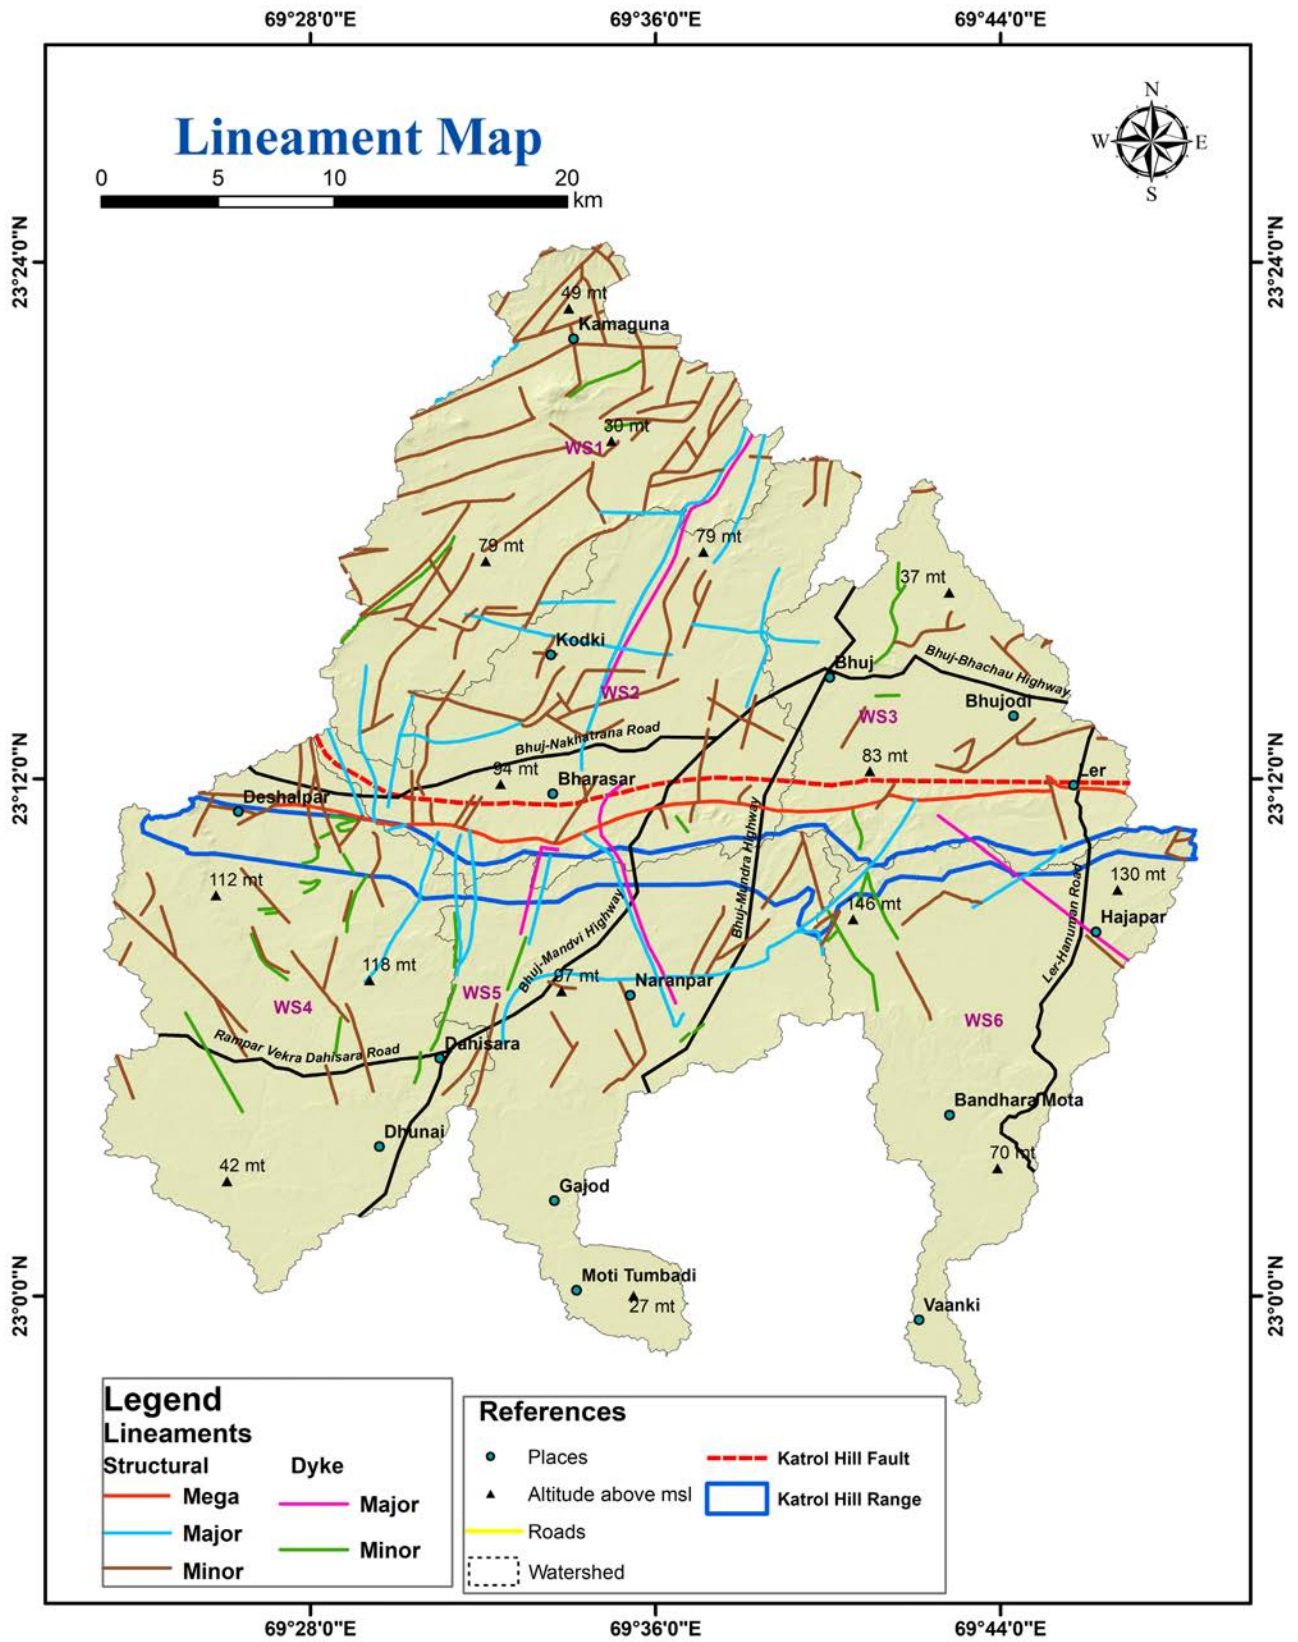 69°28'0"E 69°36'0"E 69°44'0"E
Lineament Map
N
W E
S
0 5 10 20
km
23°24'0"N 23°24'0"N
49 mt
Kamaguna
30 mt
WS1
79 mt
79 mt
37 mt
Kodki
Bhuj
Bhuj-Bhachau Highway
WS2
Bhujodi
WS3
Bhuj-Nakhatrana Road
23°12'0"N 23°12'0"N
94 mt
83 mt
Bharasar
Ler
Deshalpar
Bhuj-Mundra Highway
112 mt
130 mt
146 mt
Hajapar
Bhuj-Mandvi Highway
Ler-Hanuman Road
118 mt
97 mt
Naranpar
WS4
WS5
WS6
Rampar Vekra Dahisara Road
Dahisara
Bandhara Mota
Dhunai
70 mt
42 mt
Gajod
Moti Tumbadi
27 mt
Vaanki
23°0'0"N 23°0'0"N
Legend
Lineaments
Structural Dyke
Mega
Major
Minor
Major
Minor
References
Places
Altitude above msl
Roads
Watershed
Katrol Hill Fault
Katrol Hill Range
69°28'0"E 69°36'0"E 69°44'0"E